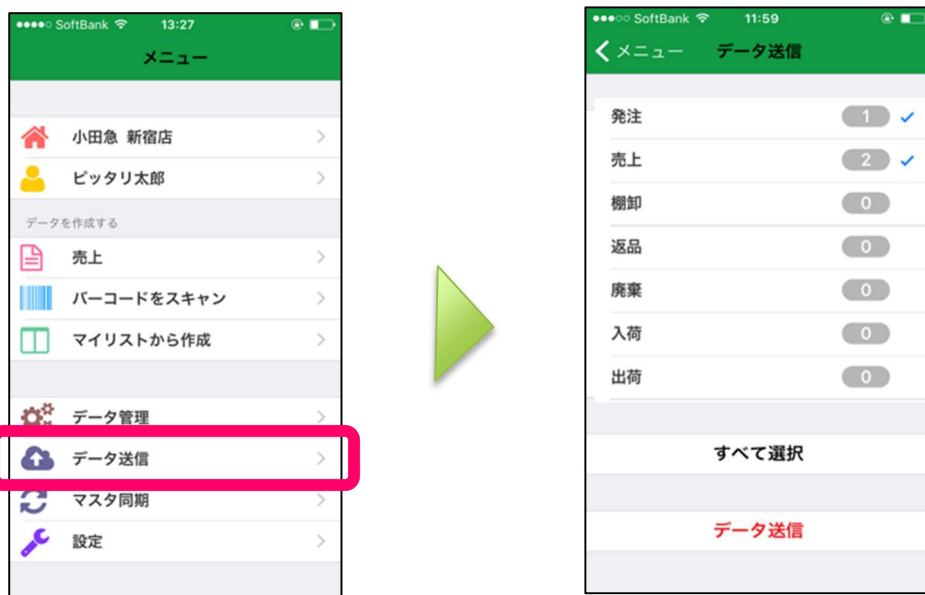 ●●●●○ SoftBank 13:27
メニュー
小田急 新宿店
ピッタリ太郎
データを作成する
売上
バーコードをスキャン
マイリストから作成
データ管理
データ送信
マスタ同期
設定
●●●○○ SoftBank 11:59
メニュー データ送信
発注 1
売上 2
棚卸 0
返品 0
廃棄 0
入荷 0
出荷 0
すべて選択
データ送信